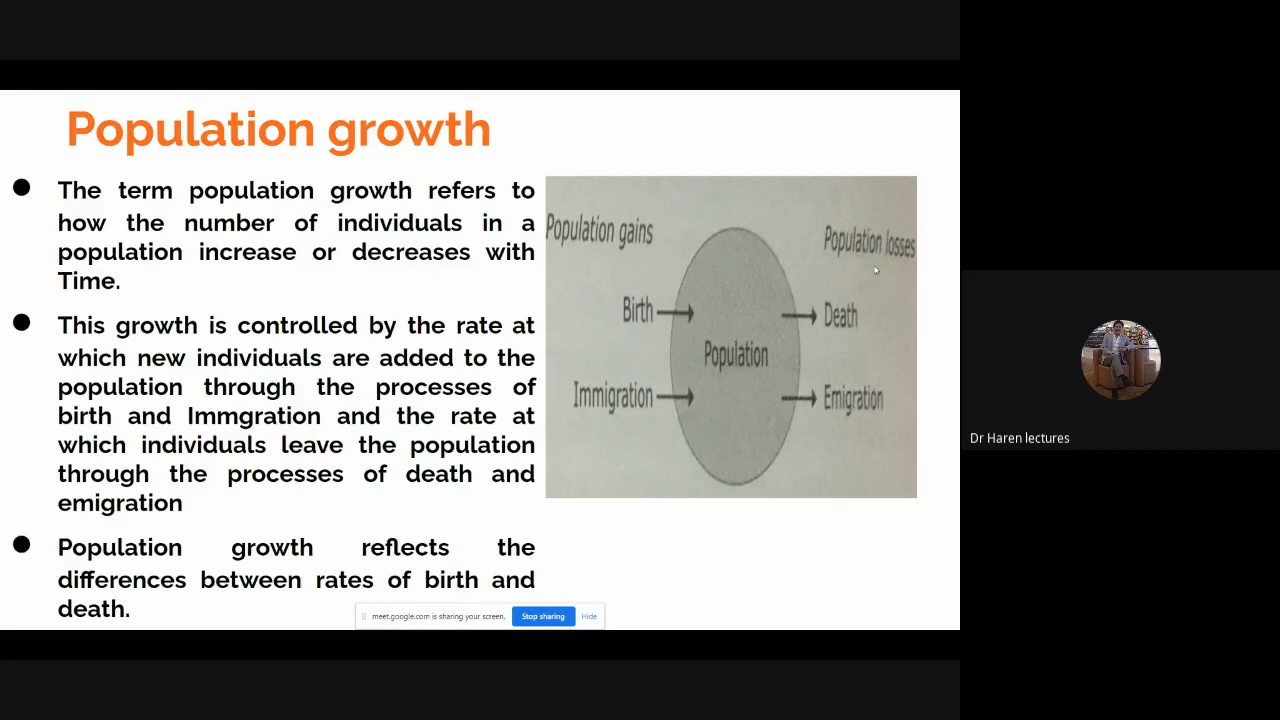 Population growth
● The term population growth refers to
how the number of individuals in a
population increase or decreases with
Time.
● This growth is controlled by the rate at
which new individuals are added to the
population through the processes of
birth and Immgration and the rate at
which individuals leave the population
through the processes of death and
emigration
● Population growth reflects the
differences between rates of birth and
death.
Population gains
Population losses
Birth
Death
Population
Immigration
Emigration
meet.google.com is sharing your screen.
Stop sharing
Hide
Dr Haren lectures